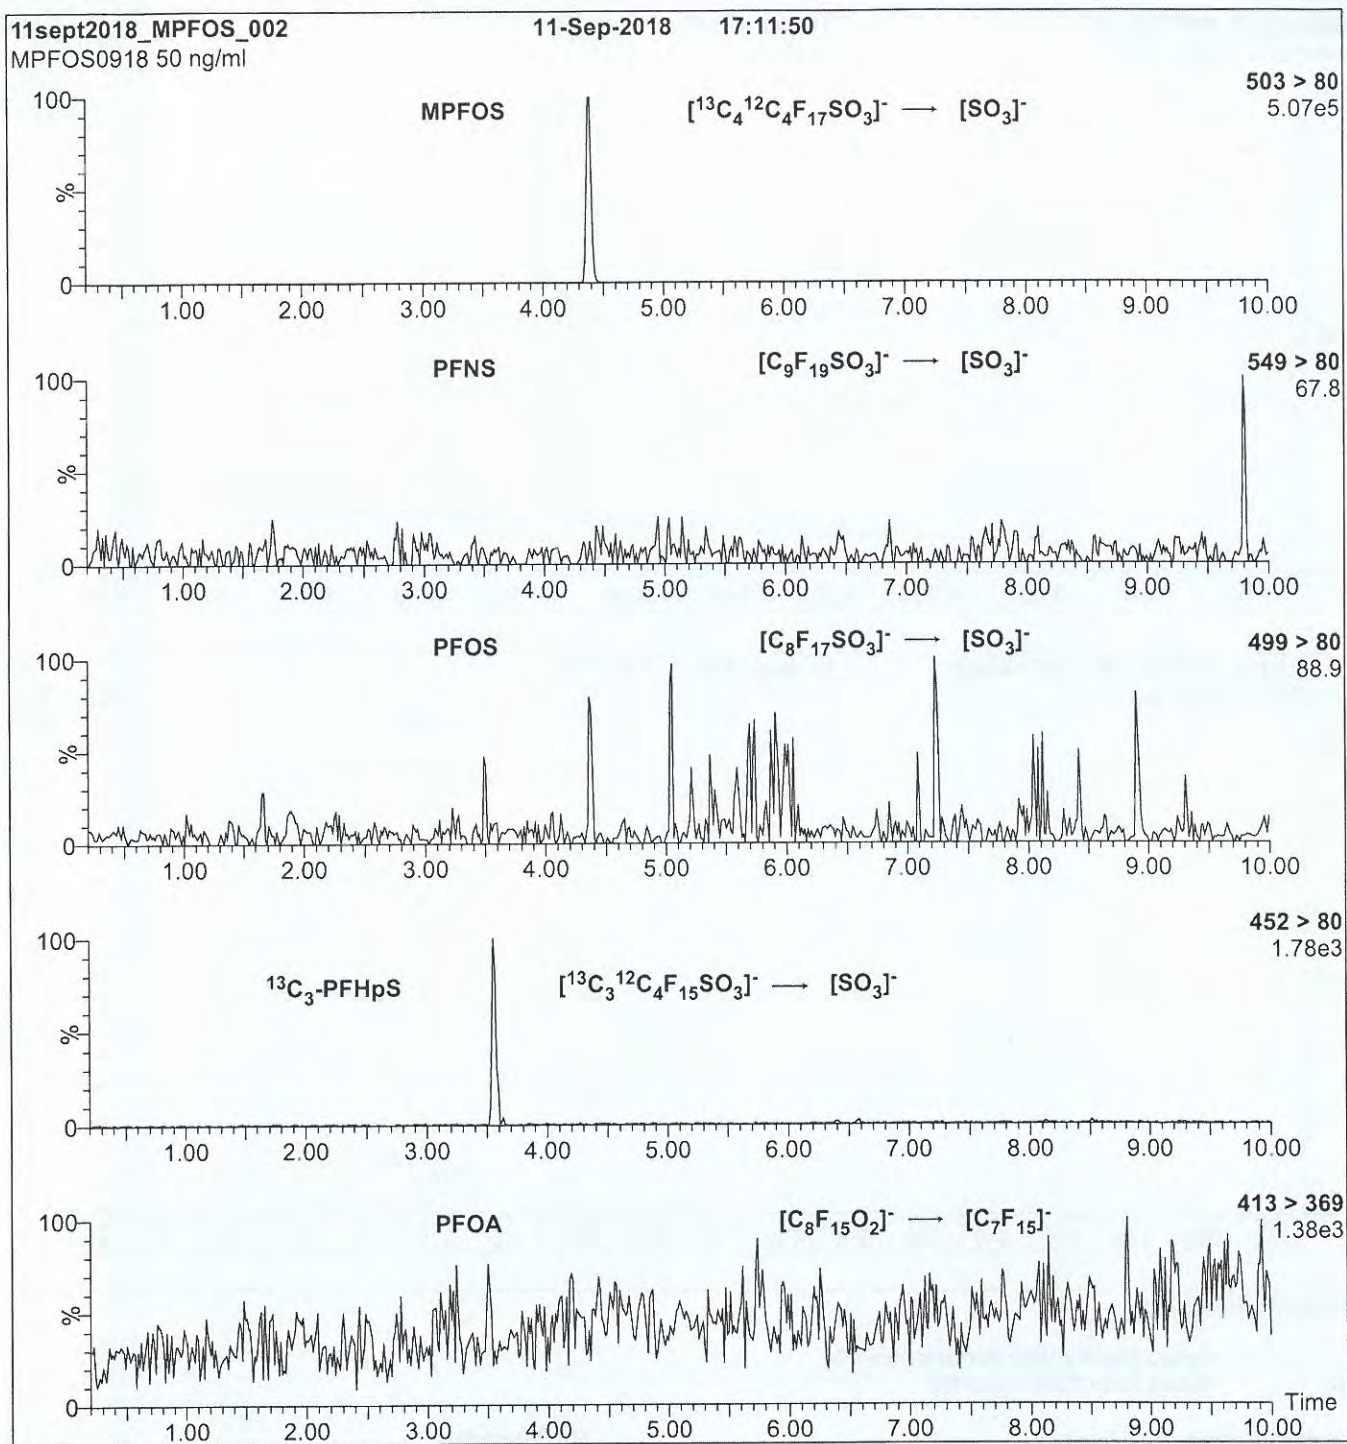 11sept2018_MPFOS_002 11-Sep-2018 17:11:50
MPFOS0918 50 ng/ml
503 > 80
5.07e5
MPFOS [¹³C₄¹²C₄F₁₇SO₃]⁻ → [SO₃]⁻
100
%
0
1.00 2.00 3.00 4.00 5.00 6.00 7.00 8.00 9.00 10.00
549 > 80
67.8
PFNS [C₉F₁₉SO₃]⁻ → [SO₃]⁻
100
%
0
1.00 2.00 3.00 4.00 5.00 6.00 7.00 8.00 9.00 10.00
499 > 80
88.9
PFOS [C₈F₁₇SO₃]⁻ → [SO₃]⁻
100
%
0
1.00 2.00 3.00 4.00 5.00 6.00 7.00 8.00 9.00 10.00
452 > 80
1.78e3
¹³C₃-PFHpS [¹³C₃¹²C₄F₁₅SO₃]⁻ → [SO₃]⁻
100
%
0
1.00 2.00 3.00 4.00 5.00 6.00 7.00 8.00 9.00 10.00
413 > 369
1.38e3
PFOA [C₈F₁₅O₂]⁻ → [C₇F₁₅]⁻
100
%
0
Time
1.00 2.00 3.00 4.00 5.00 6.00 7.00 8.00 9.00 10.00